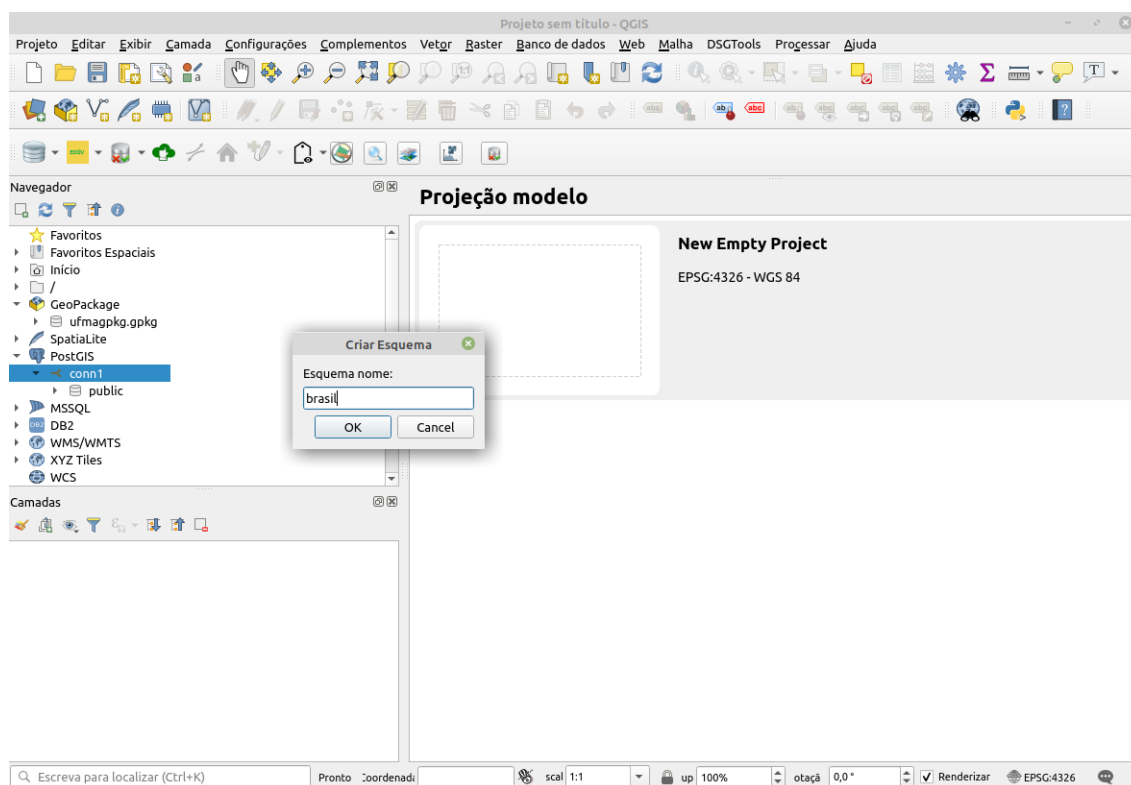 Projeto sem título - QGIS
Projeto Editar Exibir Camada Configurações Complementos Vetor Raster Banco de dados Web Malha DSGTools Processar Ajuda
Navegador
Favoritos
Favoritos Espaciais
Início
/
GeoPackage
ufmagpkg.gpkg
SpatiaLite
PostGIS
conn1
public
MSSQL
DB2
WMS/WMTS
XYZ Tiles
WCS
Projeção modelo
New Empty Project
EPSG:4326 - WGS 84
Criar Esquema
Esquema nome:
brasil
OK Cancel
Camadas
Escreva para localizar (Ctrl+K) Pronto Coordenada scal 1:1 up 100% otaçã 0,0 ° Renderizar EPSG:4326